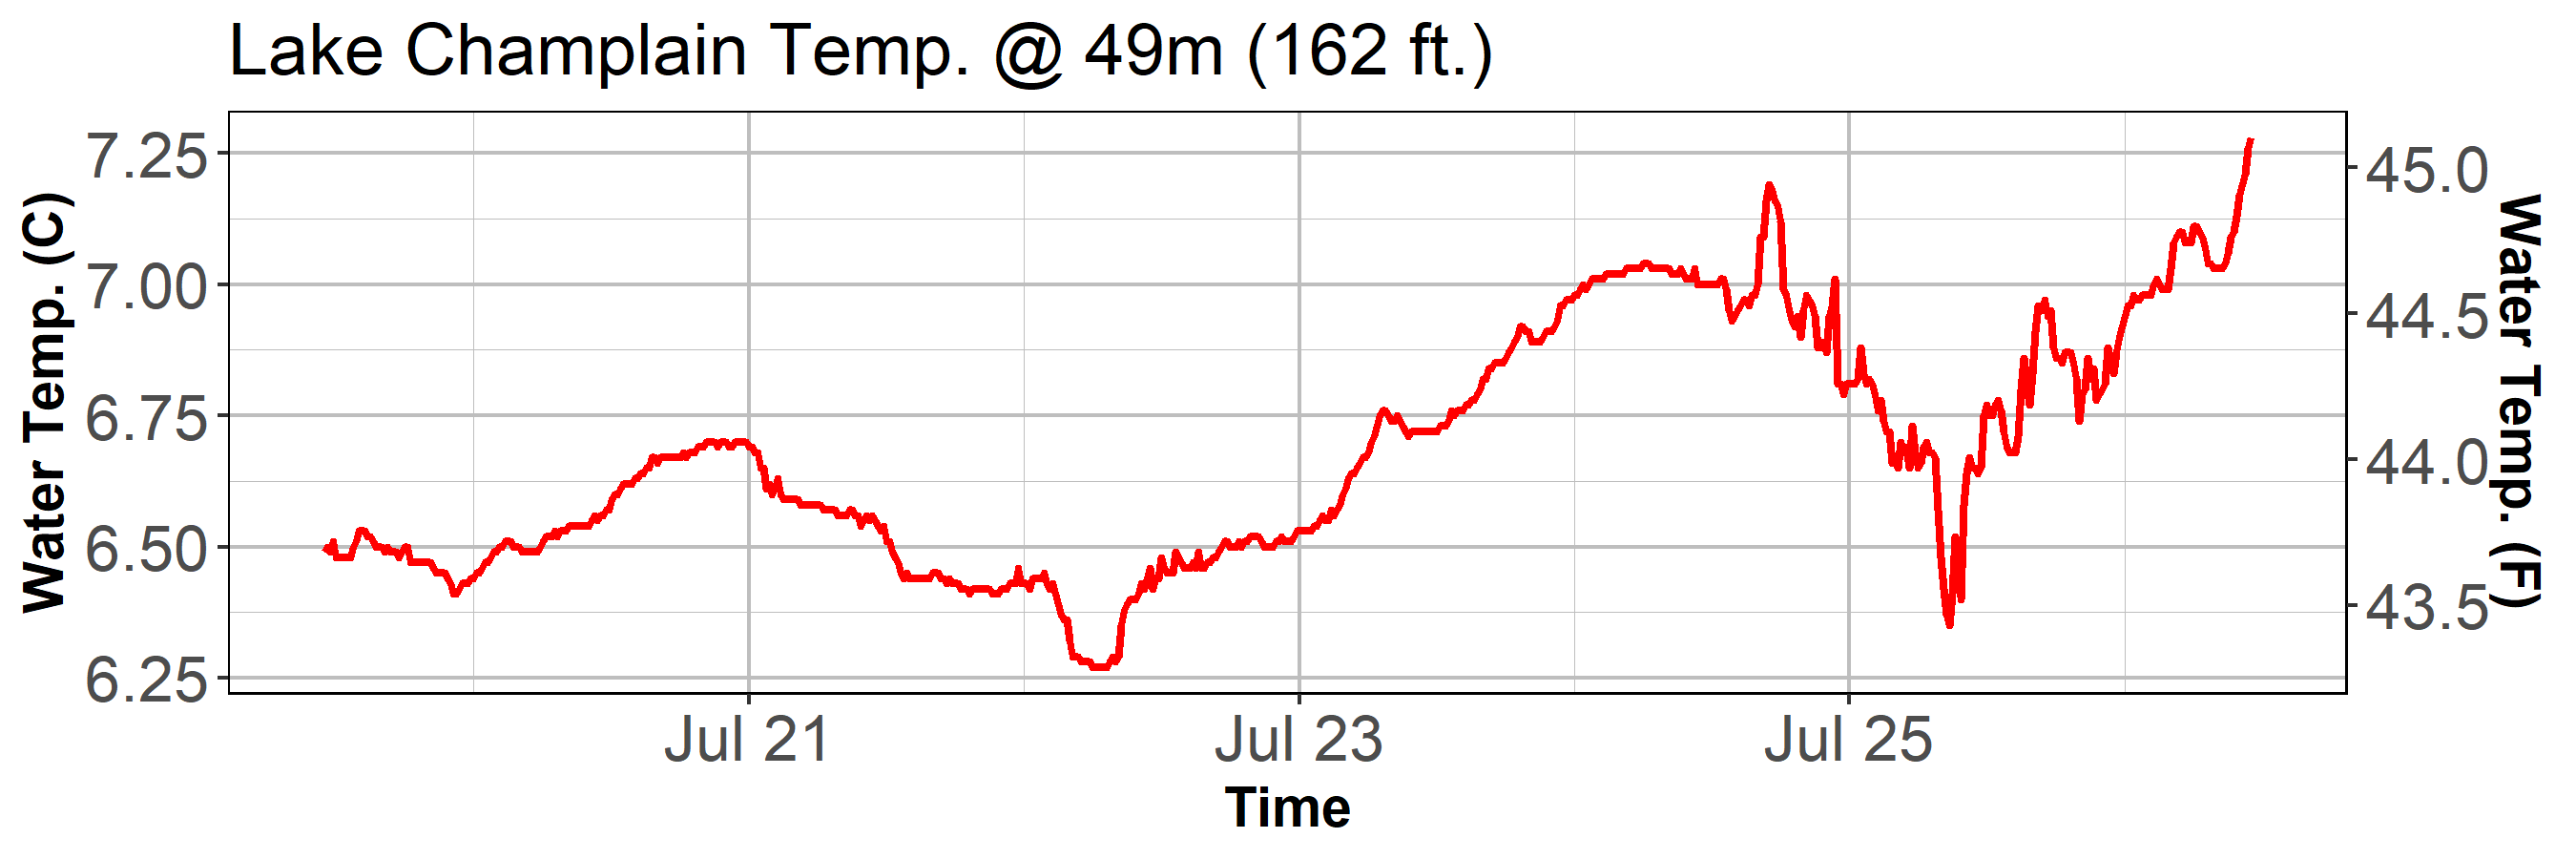 Lake Champlain Temp. @ 49m (162 ft.)
Water Temp. (C)
7.25
7.00
6.75
6.50
6.25
45.0
44.5
44.0
43.5
Water Temp. (F)
Jul 21
Jul 23
Jul 25
Time